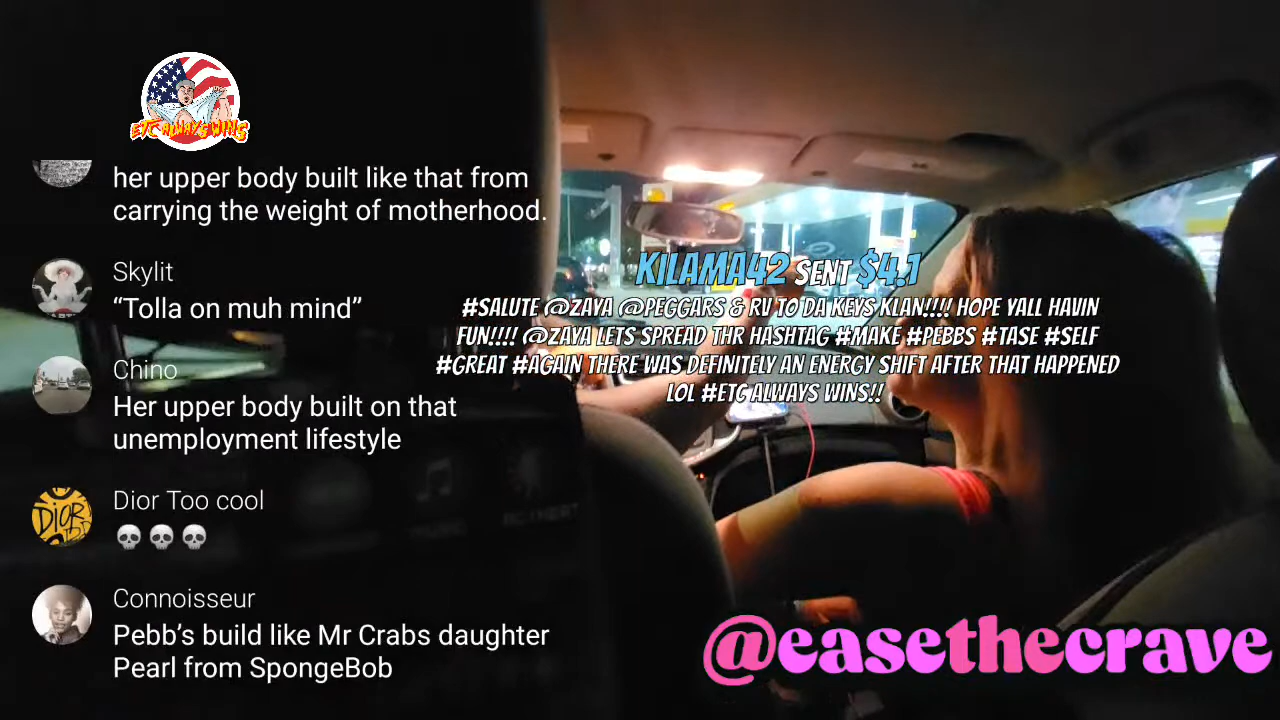 ETC ALWAYS WINS
her upper body built like that from
carrying the weight of motherhood.
Skylit
“Tolla on muh mind”
Chino
Her upper body built on that
unemployment lifestyle
Dior Too cool
💀💀💀
Connoisseur
Pebb’s build like Mr Crabs daughter
Pearl from SpongeBob
KILAMA42 SENT $4.1
#SALUTE @ZAYA @PEGGARS & RV TO DA KEYS KLAN!!!! HOPE YALL HAVIN
FUN!!!! @ZAYA LETS SPREAD THR HASHTAG #MAKE #PEBBS #TASE #SELF
#GREAT #AGAIN THERE WAS DEFINITELY AN ENERGY SHIFT AFTER THAT HAPPENED
LOL #ETC ALWAYS WINS!!
@easethecrave